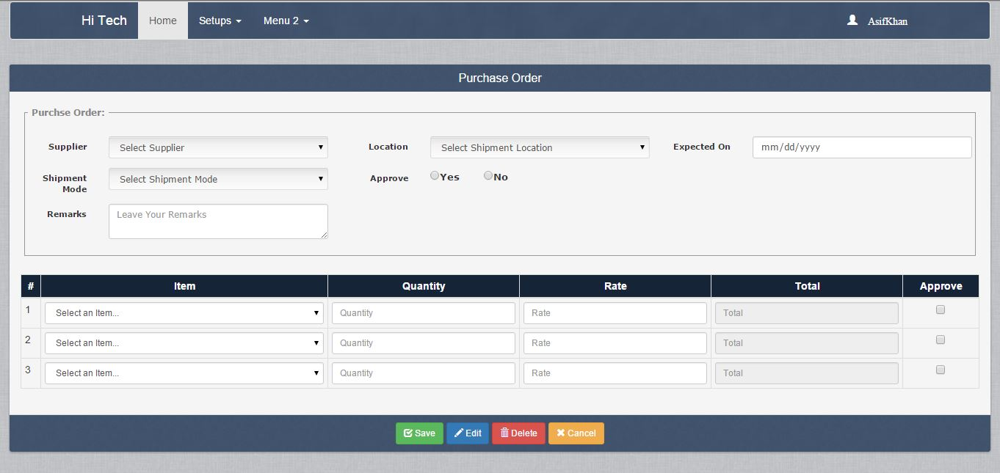 Hi Tech Home Setups Menu 2 AsifKhan
Purchase Order
Purchse Order:
Supplier Select Supplier Location Select Shipment Location Expected On mm/dd/yyyy
Shipment Mode Select Shipment Mode Approve Yes No
Remarks Leave Your Remarks
# Item Quantity Rate Total Approve
1 Select an Item... Quantity Rate Total
2 Select an Item... Quantity Rate Total
3 Select an Item... Quantity Rate Total
Save Edit Delete Cancel